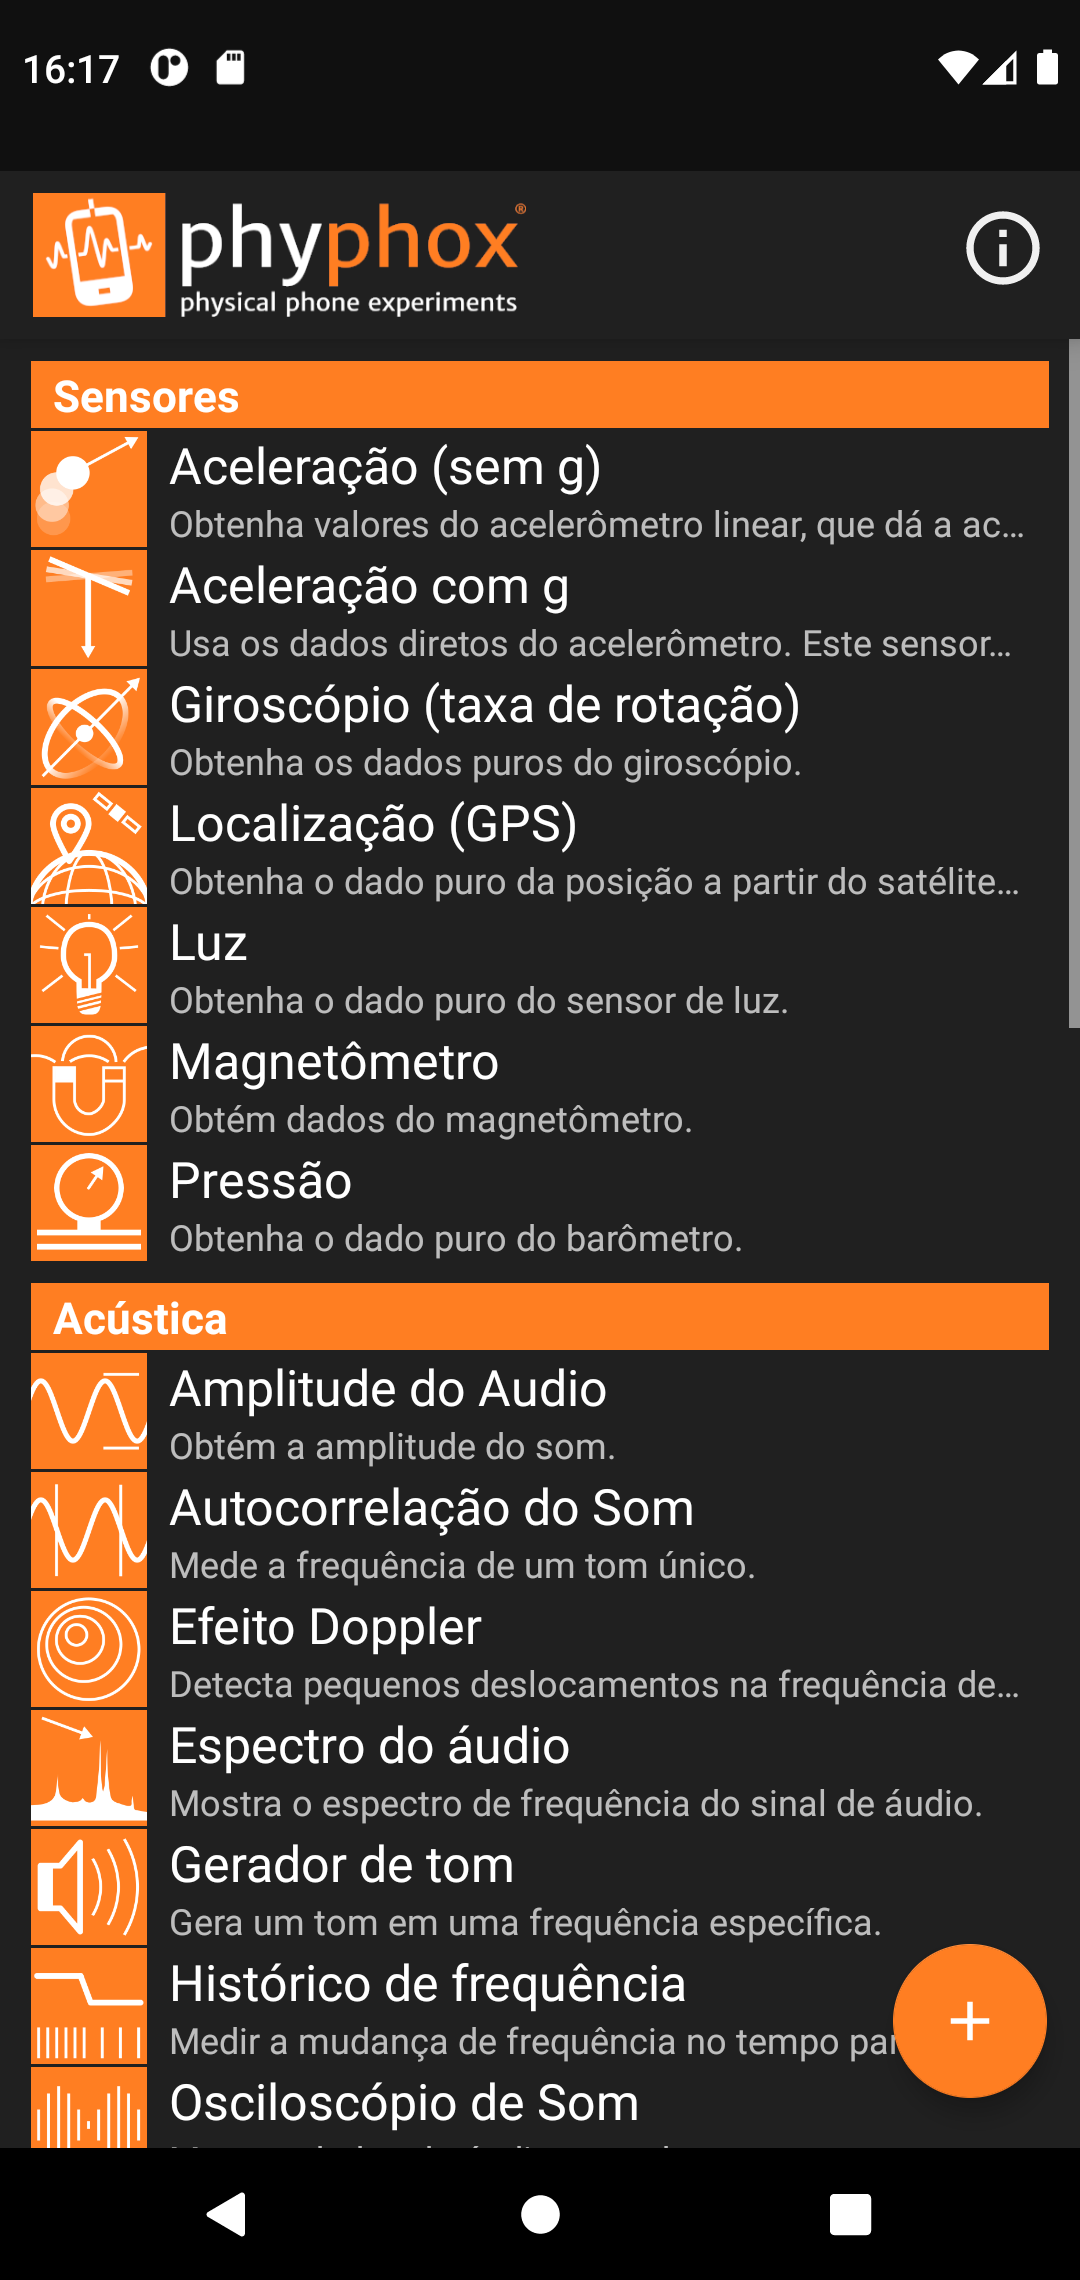 16:17
phyphox®
physical phone experiments
Sensores
Aceleração (sem g)
Obtenha valores do acelerômetro linear, que dá a ac…
Aceleração com g
Usa os dados diretos do acelerômetro. Este sensor…
Giroscópio (taxa de rotação)
Obtenha os dados puros do giroscópio.
Localização (GPS)
Obtenha o dado puro da posição a partir do satélite…
Luz
Obtenha o dado puro do sensor de luz.
Magnetômetro
Obtém dados do magnetômetro.
Pressão
Obtenha o dado puro do barômetro.
Acústica
Amplitude do Audio
Obtém a amplitude do som.
Autocorrelação do Som
Mede a frequência de um tom único.
Efeito Doppler
Detecta pequenos deslocamentos na frequência de…
Espectro do áudio
Mostra o espectro de frequência do sinal de áudio.
Gerador de tom
Gera um tom em uma frequência específica.
Histórico de frequência
Medir a mudança de frequência no tempo
Osciloscópio de Som